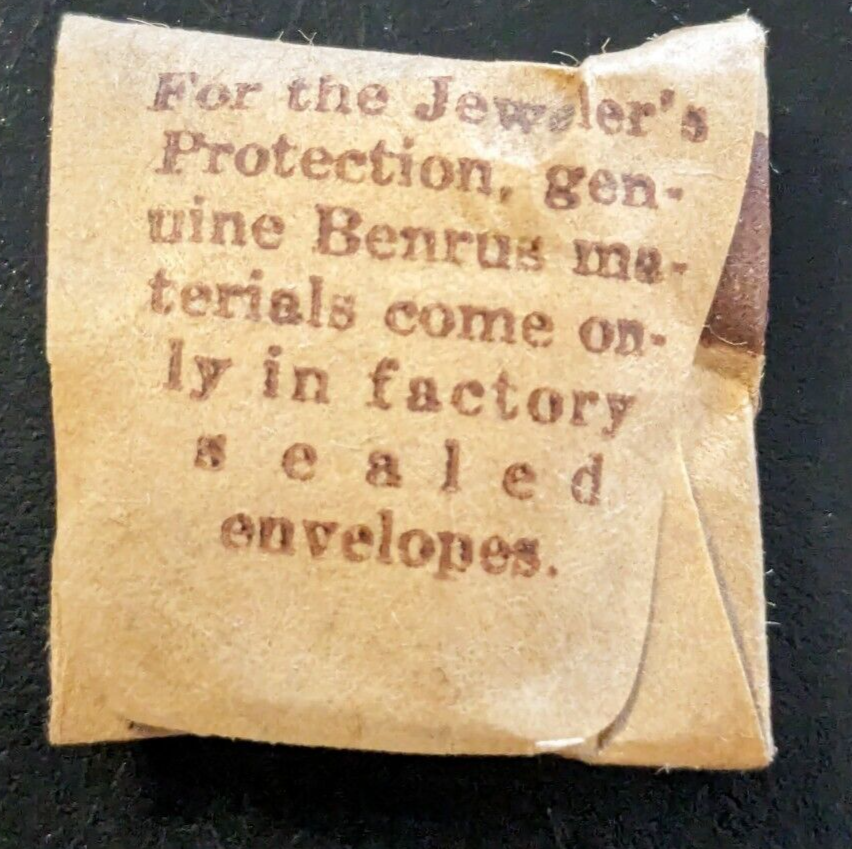 For the Jeweler's
Protection, gen-
uine Benrus ma-
terials come on-
ly in factory
s e a l e d
envelopes.